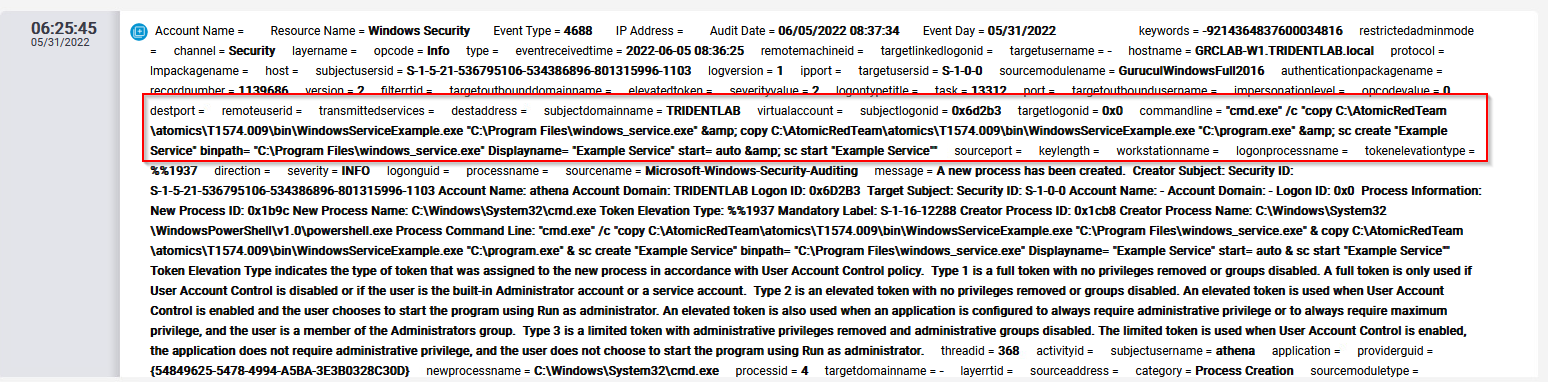 06:25:45
05/31/2022
Account Name = Resource Name = Windows Security Event Type = 4688 IP Address = Audit Date = 06/05/2022 08:37:34 Event Day = 05/31/2022 keywords = -9214364837600034816 restrictedadminmode
= channel = Security layername = opcode = Info type = eventreceivedtime = 2022-06-05 08:36:25 remotemachineid = targetlinkedlogonid = targetusername = - hostname = GRCLAB-W1.TRIDENTLAB.local protocol =
lmpackagename = host = subjectusersid = S-1-5-21-536795106-534386896-801315996-1103 logversion = 1 ipport = targetusersid = S-1-0-0 sourcemodulename = GuruculWindowsFull2016 authenticationpackagename =
recordnumber = 1139686 version = 2 filterrtid = targetoutbounddomainname = elevatedtoken = severityvalue = 2 logontypetitle = task = 13312 port = targetoutboundusername = impersonationlevel = opcodevalue = 0
destport = remoteuserid = transmittedservices = destaddress = subjectdomainname = TRIDENTLAB virtualaccount = subjectlogonid = 0x6d2b3 targetlogonid = 0x0 commandline = "cmd.exe" /c "copy C:\AtomicRedTeam
\atomics\T1574.009\bin\WindowsServiceExample.exe "C:\Program Files\windows_service.exe" &amp; copy C:\AtomicRedTeam\atomics\T1574.009\bin\WindowsServiceExample.exe "C:\program.exe" &amp; sc create "Example
Service" binpath= "C:\Program Files\windows_service.exe" Displayname= "Example Service" start= auto &amp; sc start "Example Service"" sourceport = keylength = workstationname = logonprocessname = tokenelevationtype =
%%1937 direction = severity = INFO logonguid = processname = sourcename = Microsoft-Windows-Security-Auditing message = A new process has been created. Creator Subject: Security ID:
S-1-5-21-536795106-534386896-801315996-1103 Account Name: athena Account Domain: TRIDENTLAB Logon ID: 0x6D2B3 Target Subject: Security ID: S-1-0-0 Account Name: - Account Domain: - Logon ID: 0x0 Process Information:
New Process ID: 0x1b9c New Process Name: C:\Windows\System32\cmd.exe Token Elevation Type: %%1937 Mandatory Label: S-1-16-12288 Creator Process ID: 0x1cb8 Creator Process Name: C:\Windows\System32
\WindowsPowerShell\v1.0\powershell.exe Process Command Line: "cmd.exe" /c "copy C:\AtomicRedTeam\atomics\T1574.009\bin\WindowsServiceExample.exe "C:\Program Files\windows_service.exe" & copy C:\AtomicRedTeam
\atomics\T1574.009\bin\WindowsServiceExample.exe "C:\program.exe" & sc create "Example Service" binpath= "C:\Program Files\windows_service.exe" Displayname= "Example Service" start= auto & sc start "Example Service""
Token Elevation Type indicates the type of token that was assigned to the new process in accordance with User Account Control policy. Type 1 is a full token with no privileges removed or groups disabled. A full token is only used if
User Account Control is disabled or if the user is the built-in Administrator account or a service account. Type 2 is an elevated token with no privileges removed or groups disabled. An elevated token is used when User Account
Control is enabled and the user chooses to start the program using Run as administrator. An elevated token is also used when an application is configured to always require administrative privilege or to always require maximum
privilege, and the user is a member of the Administrators group. Type 3 is a limited token with administrative privileges removed and administrative groups disabled. The limited token is used when User Account Control is enabled,
the application does not require administrative privilege, and the user does not choose to start the program using Run as administrator. threadid = 368 activityid = subjectusername = athena application = providerguid =
{54849625-5478-4994-A5BA-3E3B0328C30D} newprocessname = C:\Windows\System32\cmd.exe processid = 4 targetdomainname = - layerrtid = sourceaddress = category = Process Creation sourcemoduletype =